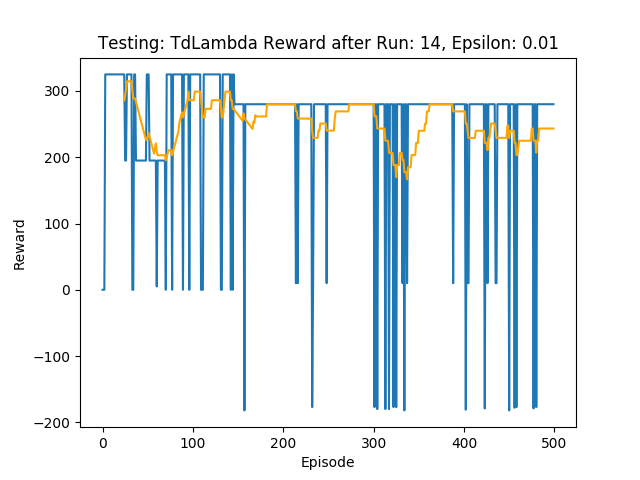 Testing: TdLambda Reward after Run: 14, Epsilon: 0.01
300
200
100
0
−100
−200
Reward
0 100 200 300 400 500
Episode